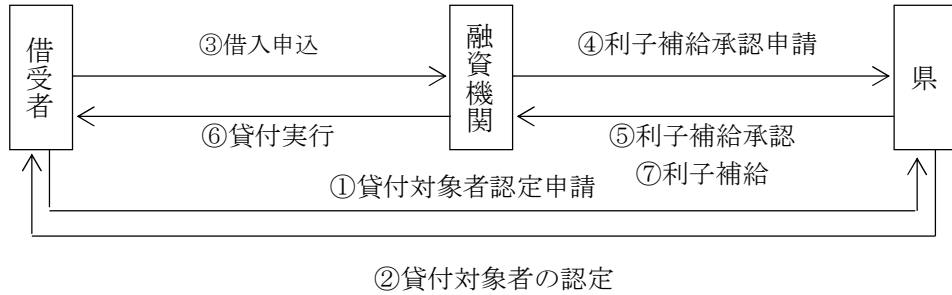 借受者
③借入申込
融資機関
④利子補給承認申請
県
⑥貸付実行
⑤利子補給承認
⑦利子補給
①貸付対象者認定申請
②貸付対象者の認定